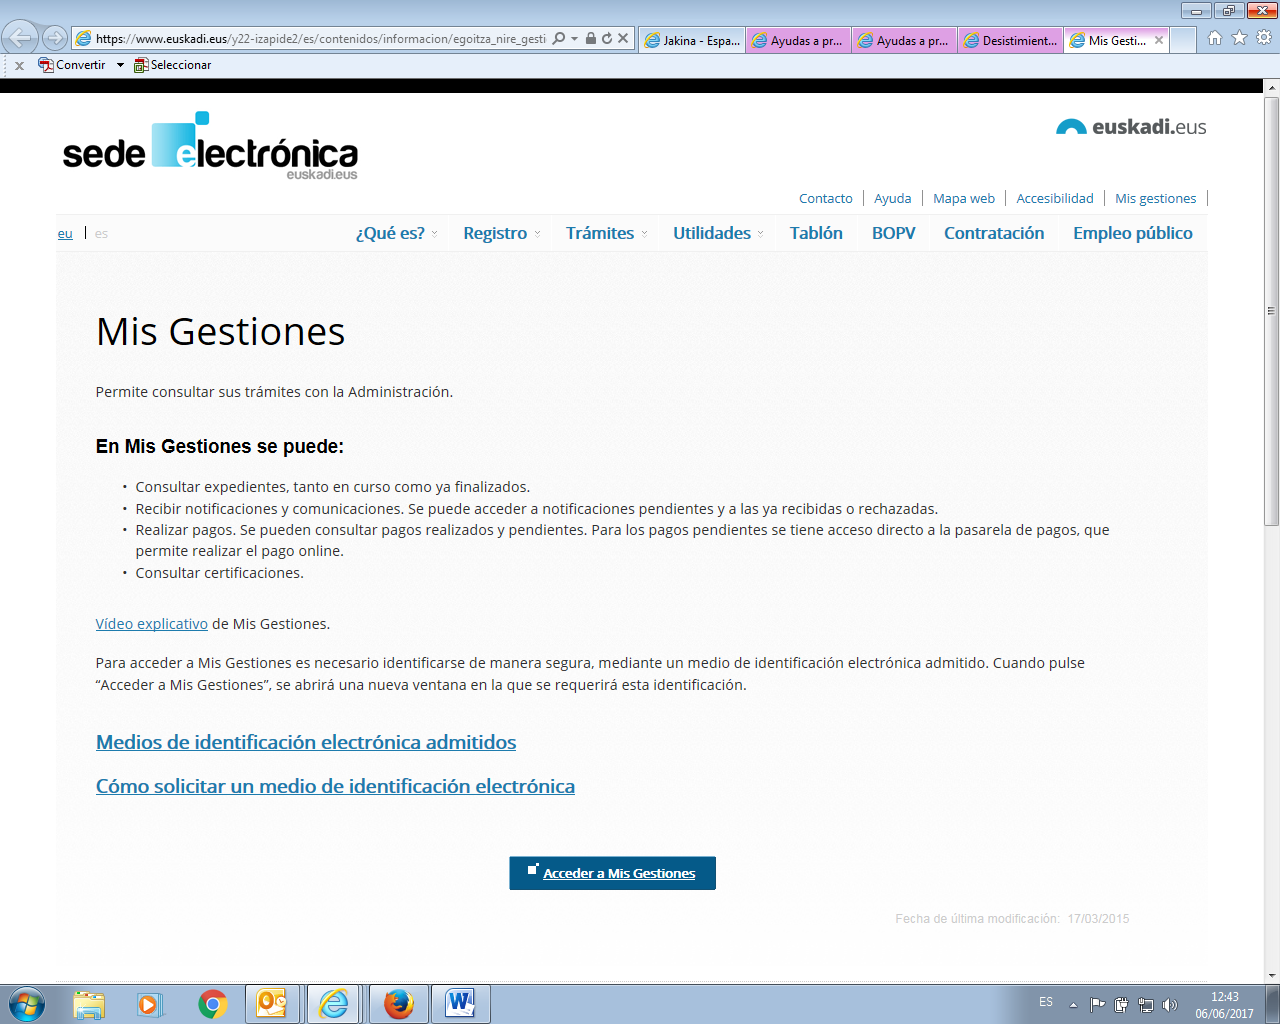 https://www.euskadi.eus/y22-izapide2/es/contenidos/informacion/egoitza_nire_gesti
Jakina - Espa...
Ayudas a pr...
Ayudas a pr...
Desistimient...
Mis Gesti...
Convertir
Seleccionar
sede electrónica
euskadi.eus
euskadi.eus
Contacto
Ayuda
Mapa web
Accesibilidad
Mis gestiones
eu
es
¿Qué es?
Registro
Trámites
Utilidades
Tablón
BOPV
Contratación
Empleo público
Mis Gestiones
Permite consultar sus trámites con la Administración.
En Mis Gestiones se puede:
• Consultar expedientes, tanto en curso como ya finalizados.
• Recibir notificaciones y comunicaciones. Se puede acceder a notificaciones pendientes y a las ya recibidas o rechazadas.
• Realizar pagos. Se pueden consultar pagos realizados y pendientes. Para los pagos pendientes se tiene acceso directo a la pasarela de pagos, que
permite realizar el pago online.
• Consultar certificaciones.
Vídeo explicativo de Mis Gestiones.
Para acceder a Mis Gestiones es necesario identificarse de manera segura, mediante un medio de identificación electrónica admitido. Cuando pulse
“Acceder a Mis Gestiones”, se abrirá una nueva ventana en la que se requerirá esta identificación.
Medios de identificación electrónica admitidos
Cómo solicitar un medio de identificación electrónica
Acceder a Mis Gestiones
Fecha de última modificación: 17/03/2015
ES
12:43
06/06/2017